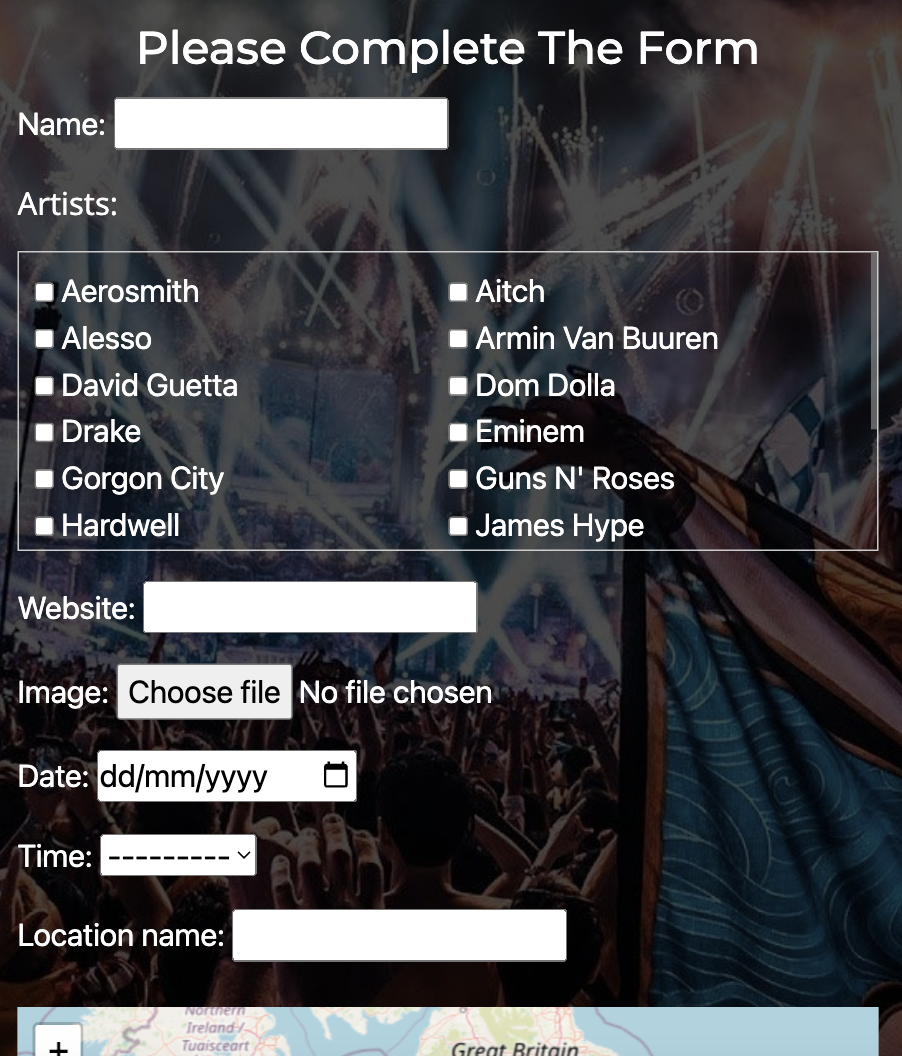 Please Complete The Form
Name:
Artists:
Aerosmith Aitch
Alesso Armin Van Buuren
David Guetta Dom Dolla
Drake Eminem
Gorgon City Guns N' Roses
Hardwell James Hype
Website:
Image: Choose file No file chosen
Date: dd/mm/yyyy
Time: ---------
Location name:
Northern
Ireland /
Tuaisceart
+
Great Britain